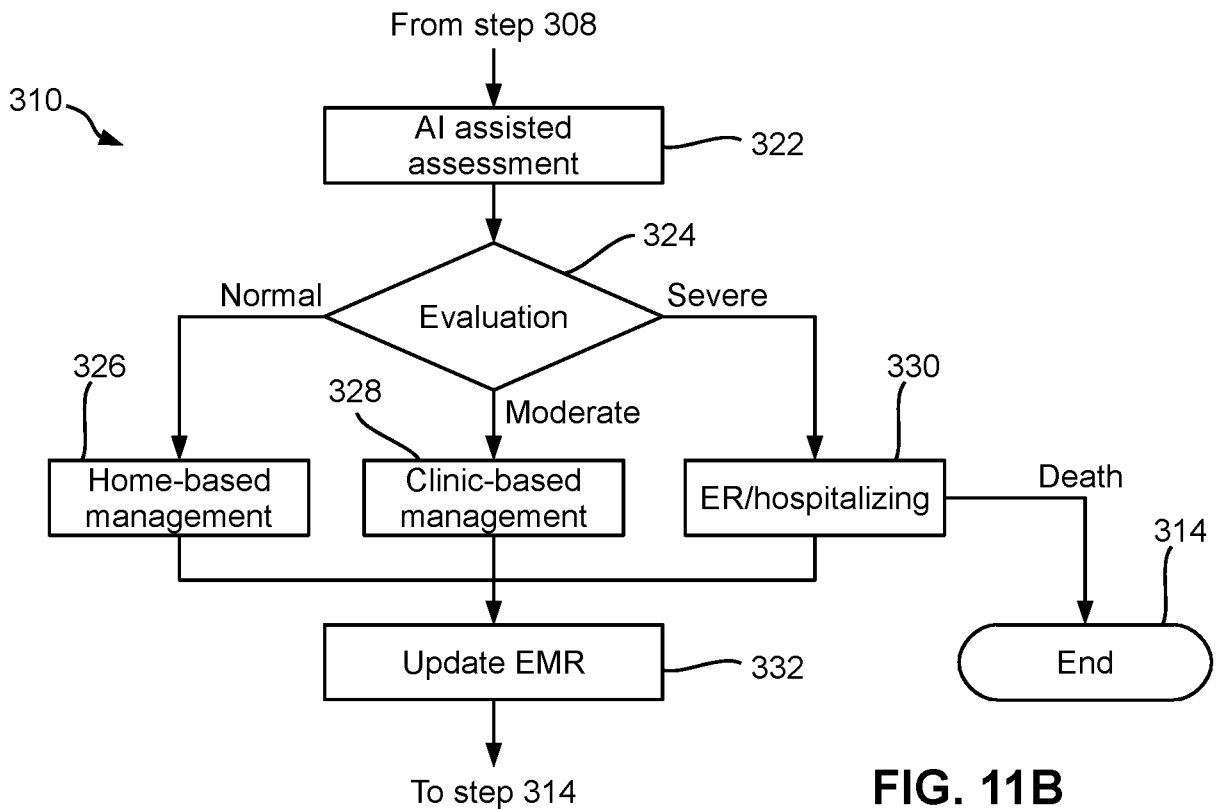 From step 308
310
AI assisted
assessment
322
324
Normal
Severe
Evaluation
326
328
330
Moderate
Home-based
management
Clinic-based
management
ER/hospitalizing
Death
314
Update EMR
332
End
To step 314
FIG. 11B